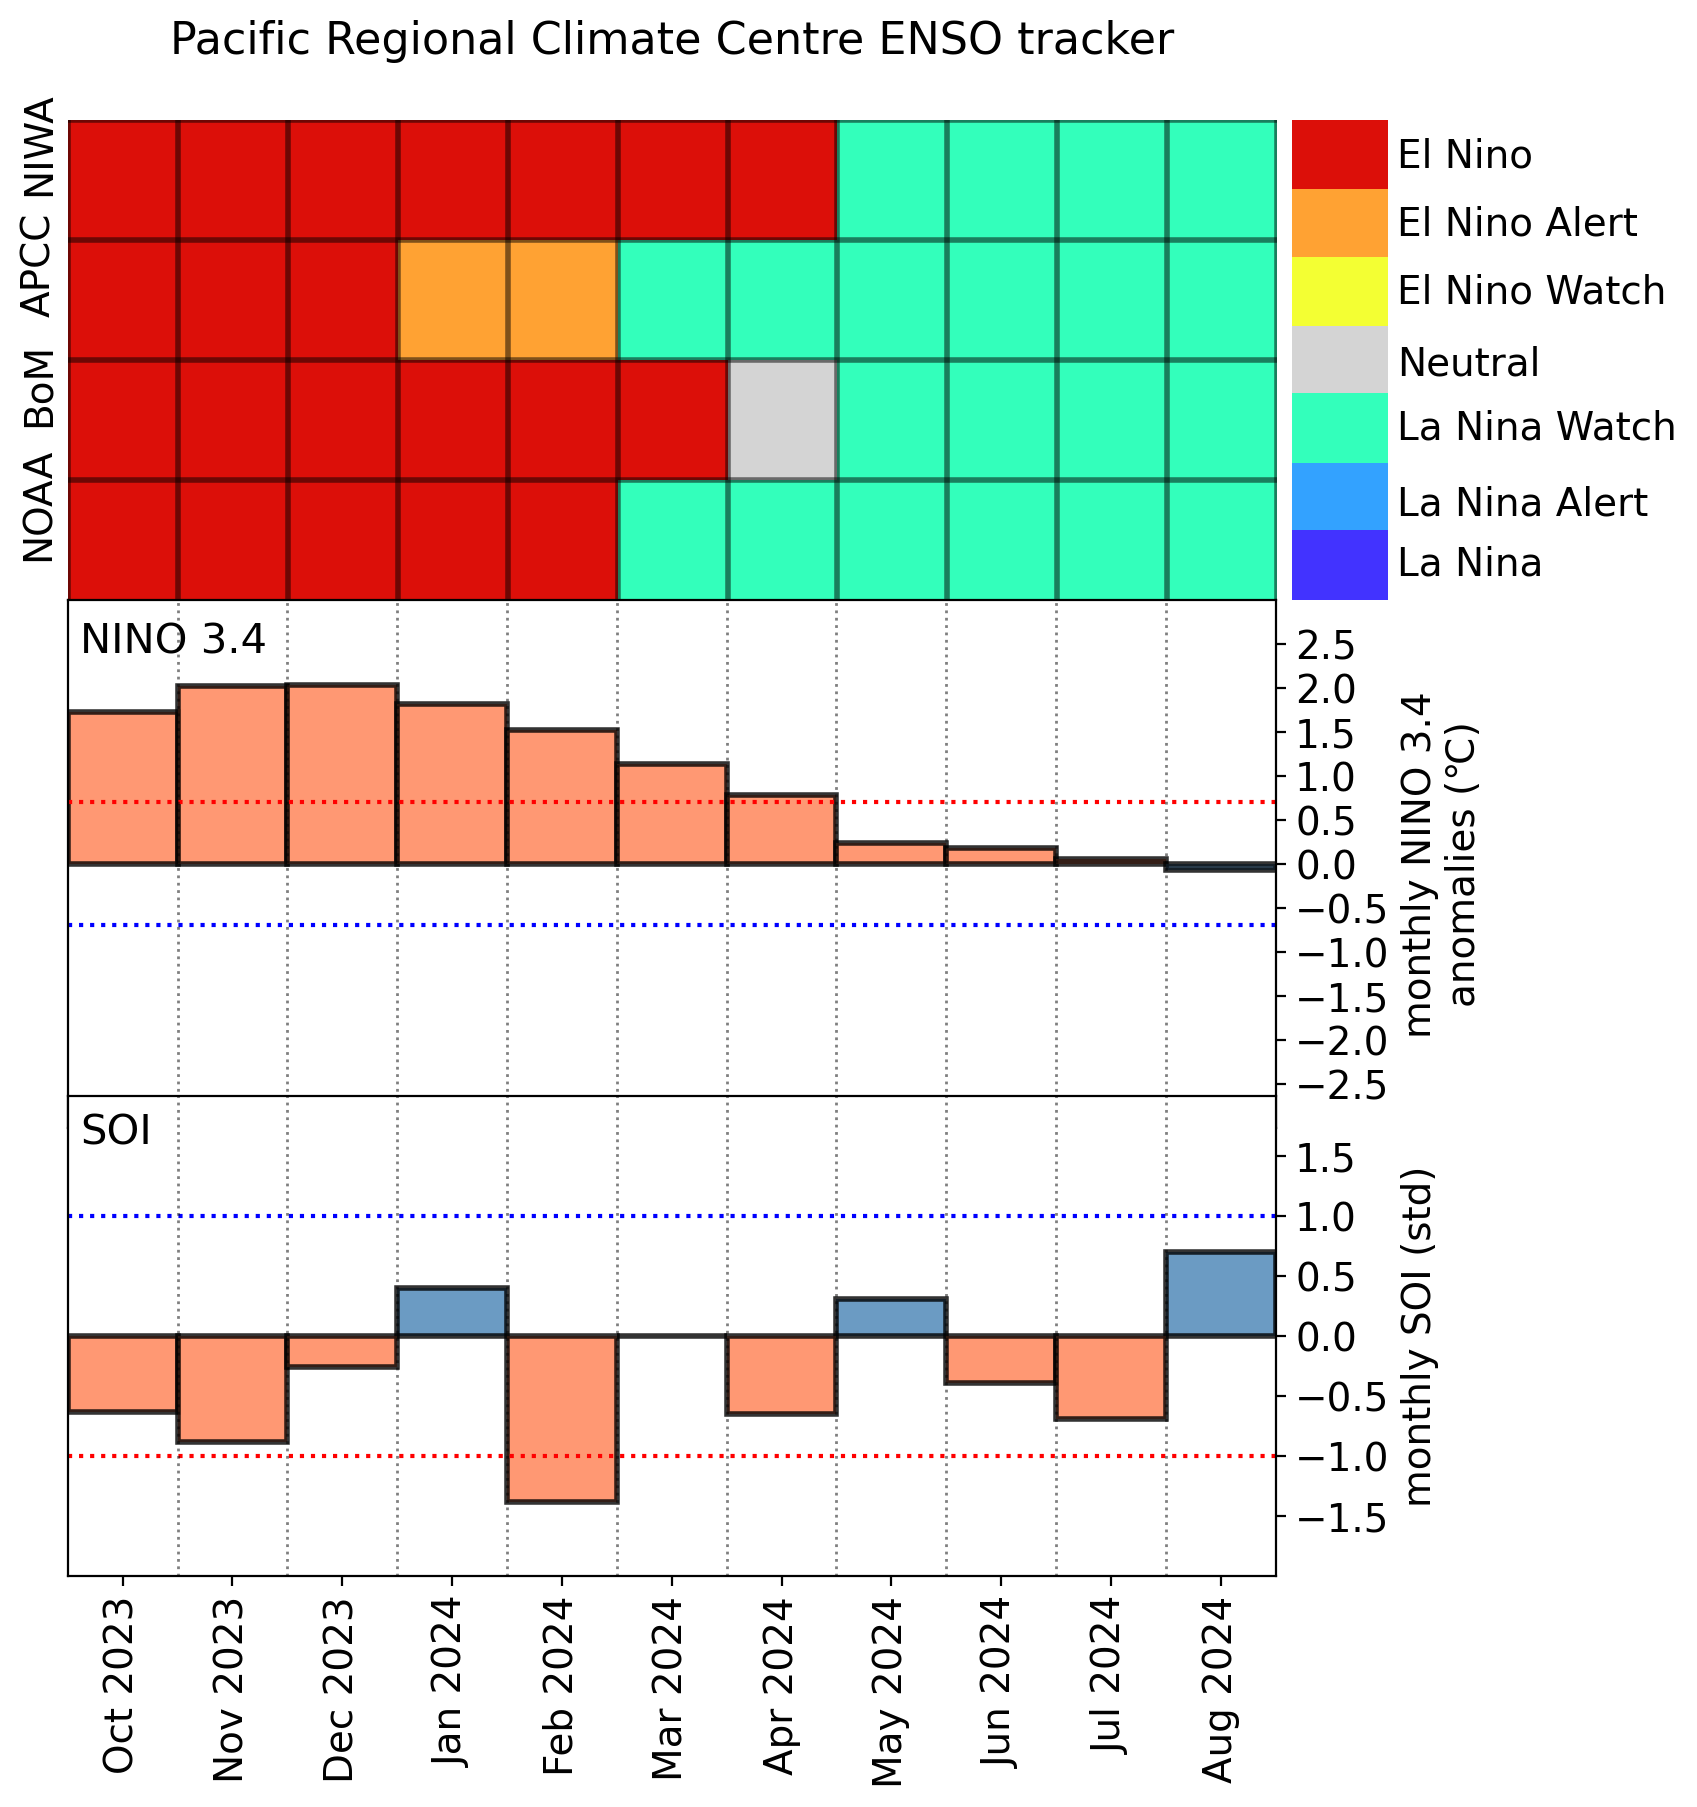 Pacific Regional Climate Centre ENSO tracker
NIWA
APCC
BoM
NOAA
El Nino
El Nino Alert
El Nino Watch
Neutral
La Nina Watch
La Nina Alert
La Nina
NINO 3.4
2.5
2.0
1.5
1.0
0.5
0.0
−0.5
−1.0
−1.5
−2.0
−2.5
monthly NINO 3.4
anomalies (°C)
SOI
1.5
1.0
0.5
0.0
−0.5
−1.0
−1.5
monthly SOI (std)
Oct 2023
Nov 2023
Dec 2023
Jan 2024
Feb 2024
Mar 2024
Apr 2024
May 2024
Jun 2024
Jul 2024
Aug 2024